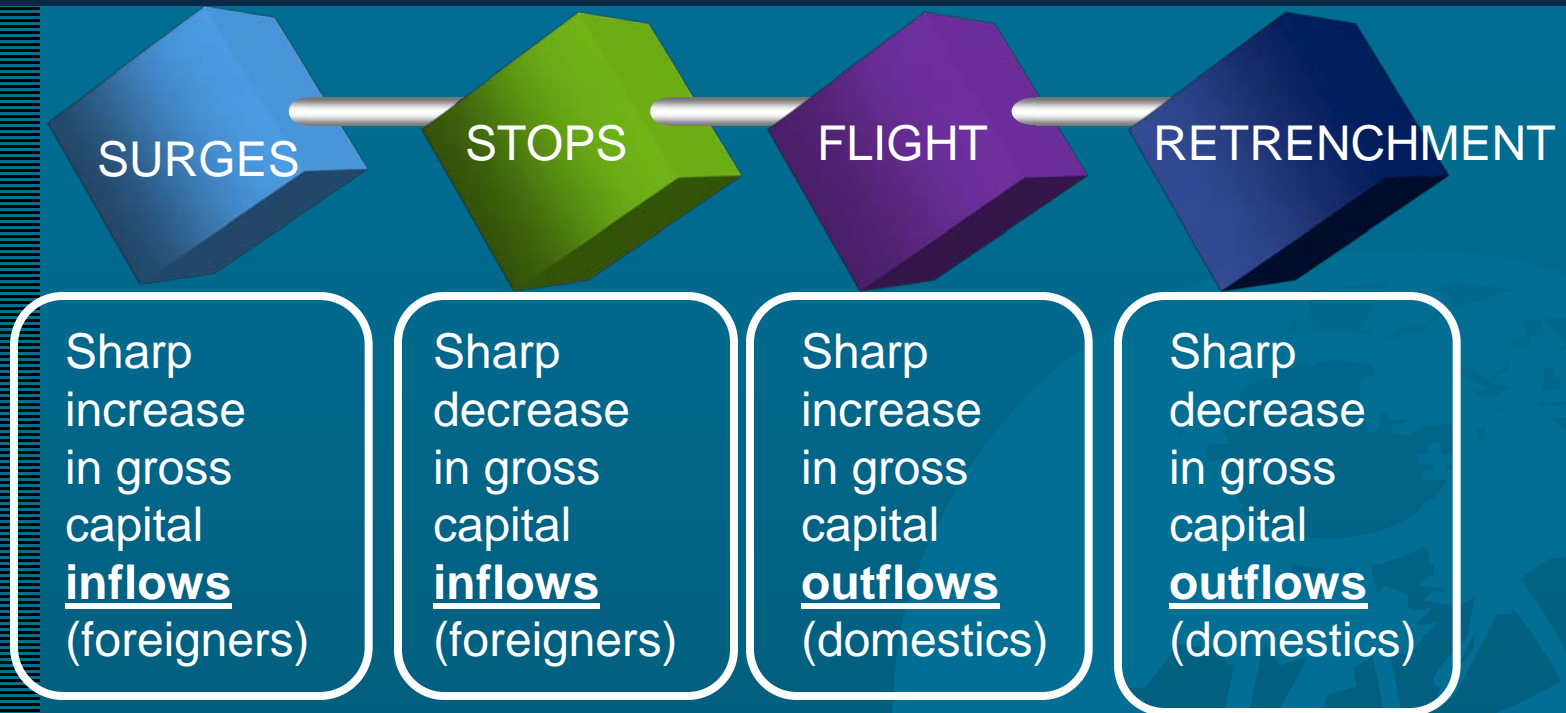 SURGES
STOPS
FLIGHT
RETRENCHMENT
Sharp
increase
in gross
capital
inflows
(foreigners)
Sharp
decrease
in gross
capital
inflows
(foreigners)
Sharp
increase
in gross
capital
outflows
(domestics)
Sharp
decrease
in gross
capital
outflows
(domestics)